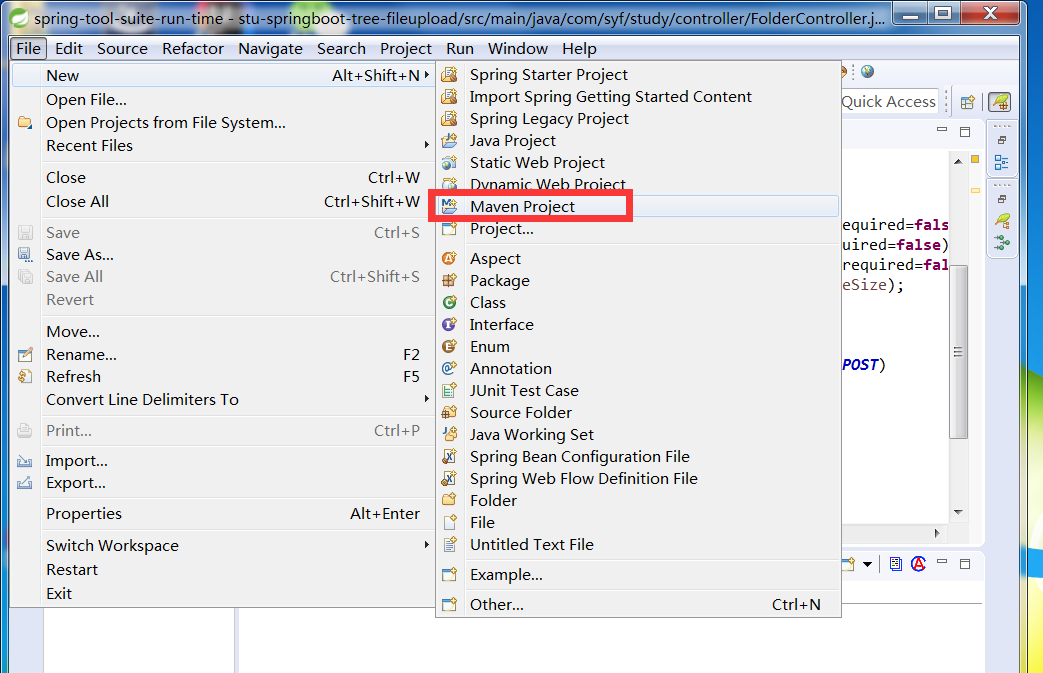 spring-tool-suite-run-time - stu-springboot-tree-fileupload/src/main/java/com/syf/study/controller/FolderController.j...
File Edit Source Refactor Navigate Search Project Run Window Help
New Alt+Shift+N
Open File...
Open Projects from File System...
Recent Files
Close Ctrl+W
Close All Ctrl+Shift+W
Save Ctrl+S
Save As...
Save All Ctrl+Shift+S
Revert
Move...
Rename... F2
Refresh F5
Convert Line Delimiters To
Print... Ctrl+P
Import...
Export...
Properties Alt+Enter
Switch Workspace
Restart
Exit
Spring Starter Project
Import Spring Getting Started Content
Spring Legacy Project
Java Project
Static Web Project
Dynamic Web Project
Maven Project
Project...
Aspect
Package
Class
Interface
Enum
Annotation
JUnit Test Case
Source Folder
Java Working Set
Spring Bean Configuration File
Spring Web Flow Definition File
Folder
File
Untitled Text File
Example...
Other... Ctrl+N
Quick Access
equired=fals
uired=false)
required=fal
eSize);
POST)